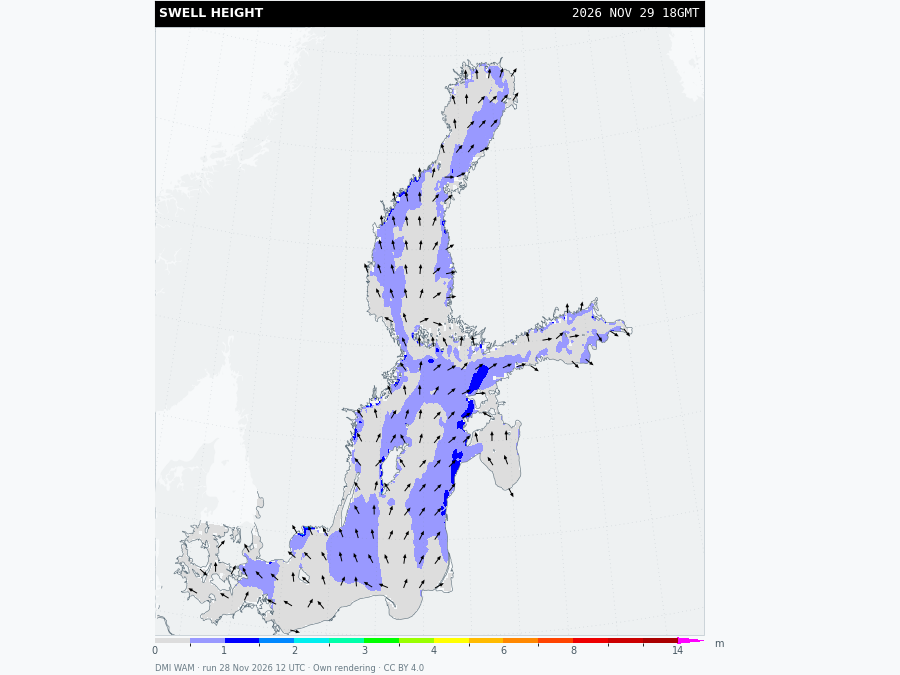 SWELL HEIGHT 2026 NOV 29 18GMT
0 1 2 3 4 6 8 14 m
DMI WAM · run 28 Nov 2026 12 UTC · Own rendering · CC BY 4.0